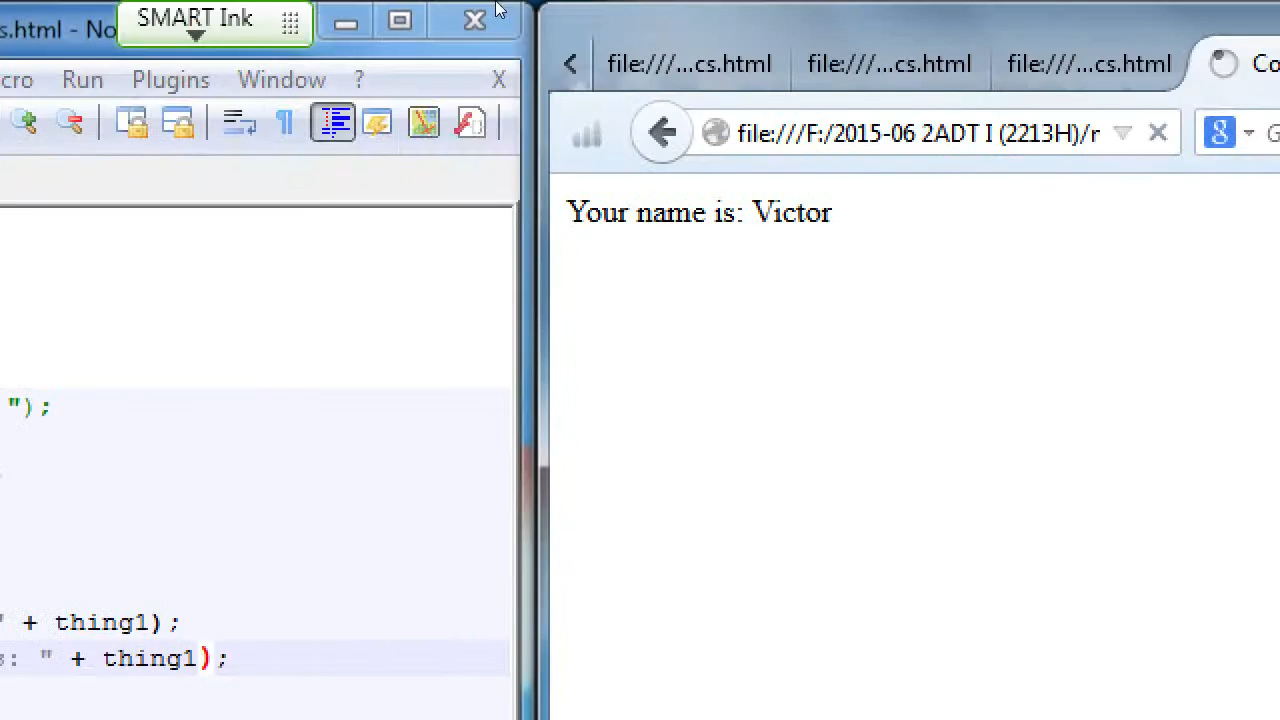 s.html - No
SMART Ink
cro Run Plugins Window ? X
");
" + thing1);
s: " + thing1);
file:///...cs.html file:///...cs.html file:///...cs.html Co
file:///F:/2015-06 2ADT I (2213H)/r 8 G
Your name is: Victor